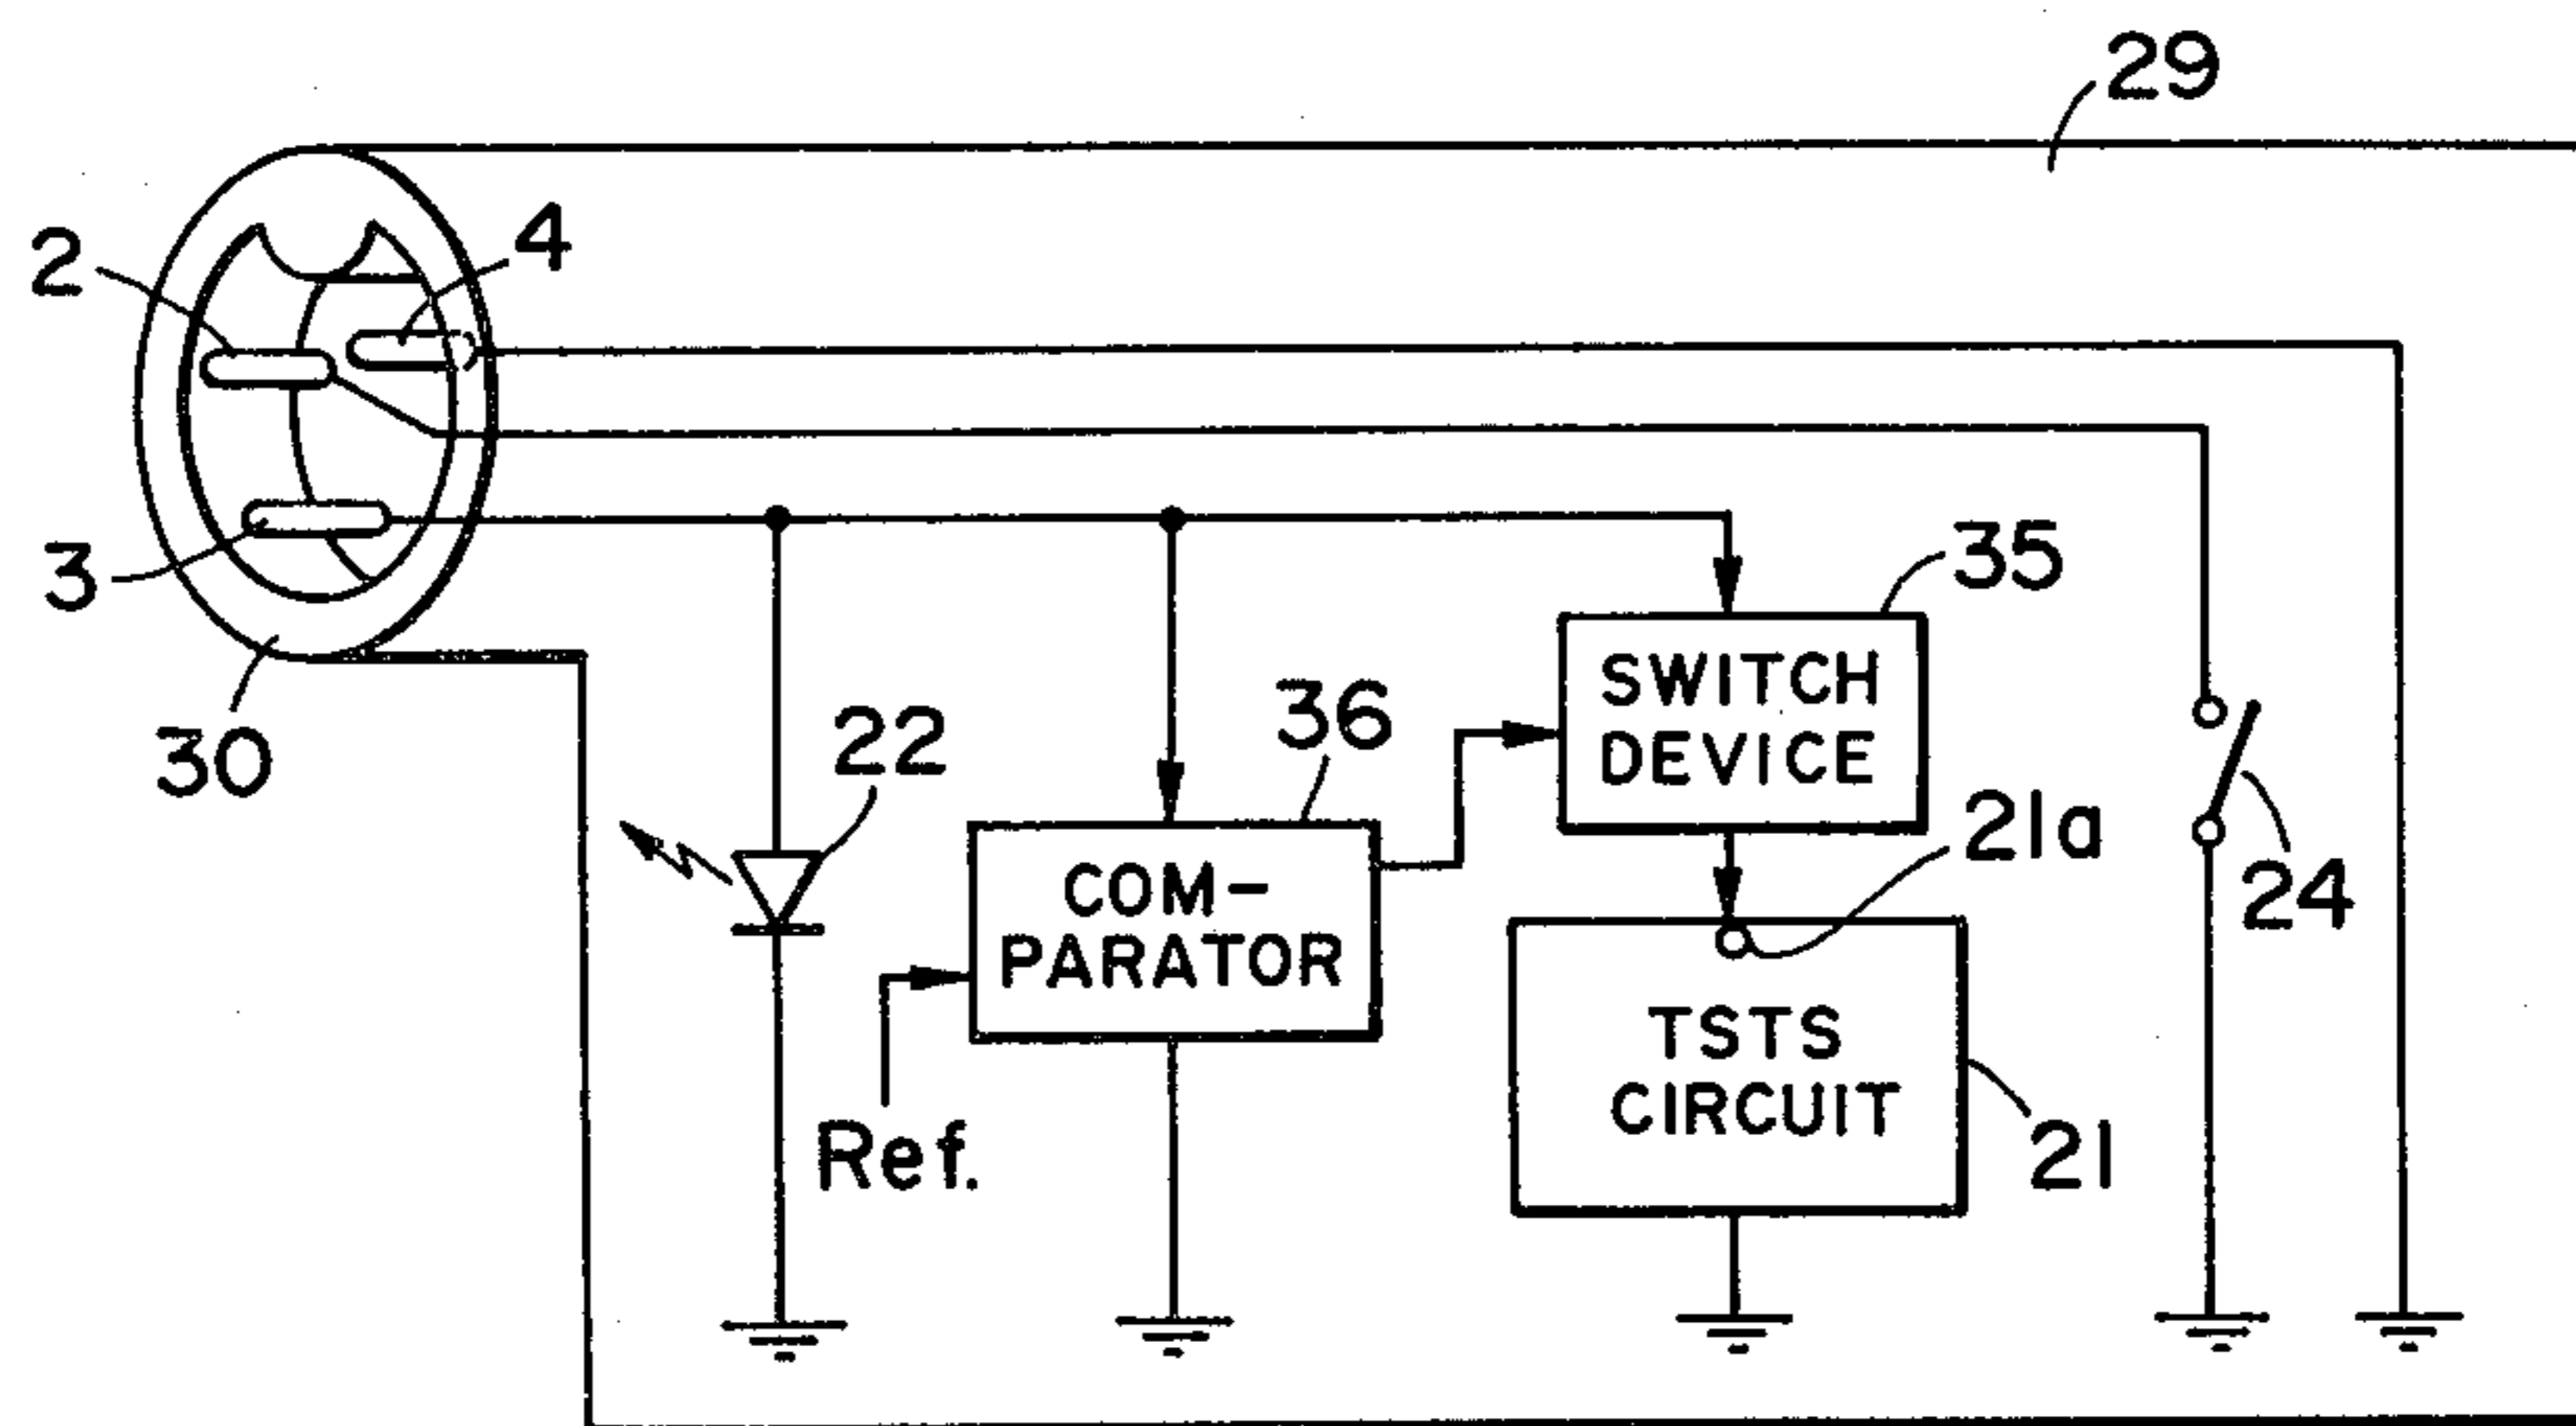 29
2
4
3
30
35
SWITCH
DEVICE
36
22
COM-
PARATOR
21a
24
TSTS
CIRCUIT
21
Ref.